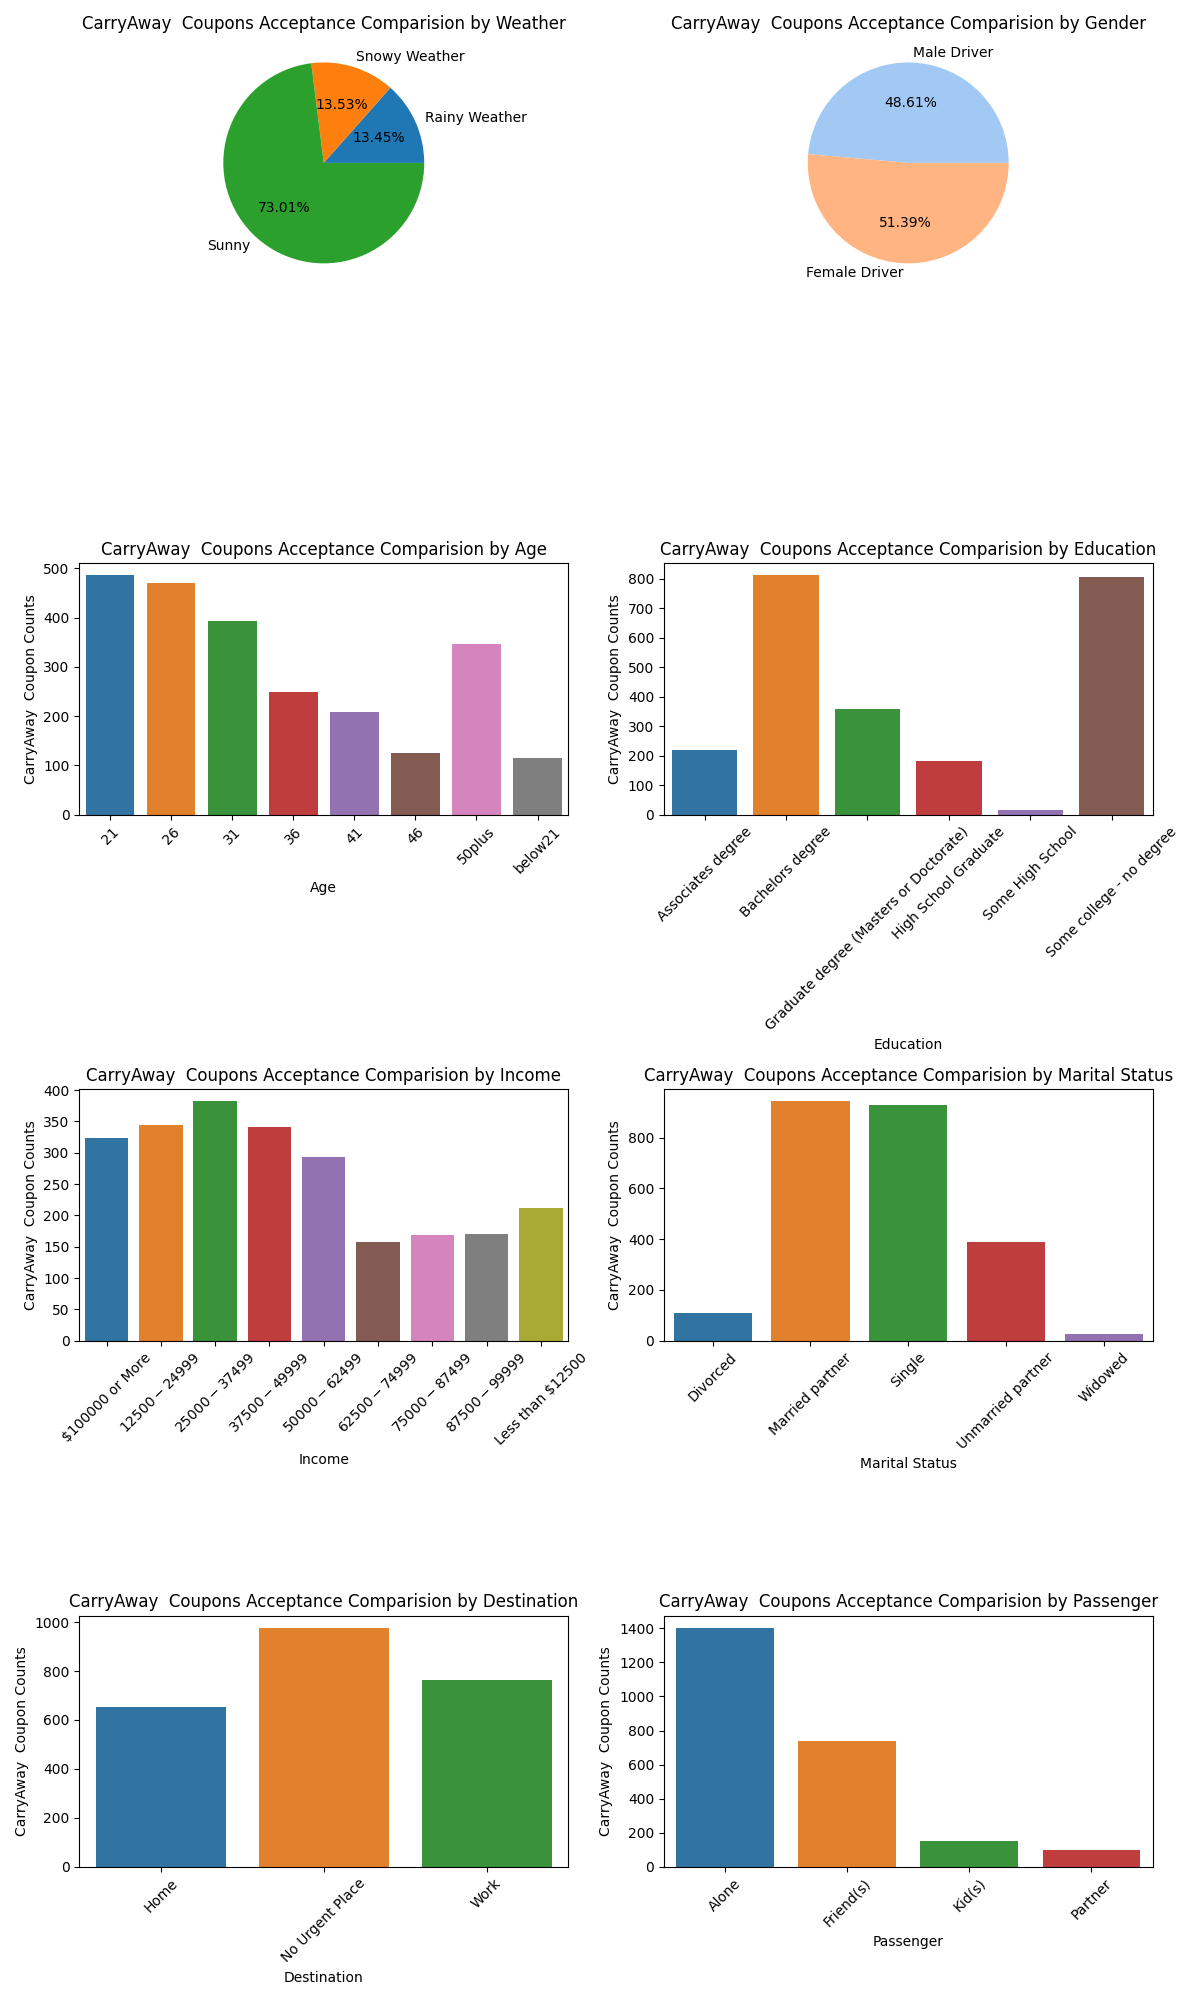 CarryAway  Coupons Acceptance Comparision by Weather
Snowy Weather
13.53%
Rainy Weather
13.45%
73.01%
Sunny
CarryAway  Coupons Acceptance Comparision by Gender
Male Driver
48.61%
51.39%
Female Driver
CarryAway  Coupons Acceptance Comparision by Age
CarryAway  Coupon Counts
500
400
300
200
100
0
21
26
31
36
41
46
50plus
below21
Age
CarryAway  Coupons Acceptance Comparision by Education
CarryAway  Coupon Counts
800
700
600
500
400
300
200
100
0
Associates degree
Bachelors degree
Graduate degree (Masters or Doctorate)
High School Graduate
Some High School
Some college - no degree
Education
CarryAway  Coupons Acceptance Comparision by Income
CarryAway  Coupon Counts
400
350
300
250
200
150
100
50
0
$100000 or More
12500 − 24999
25000 − 37499
37500 − 49999
50000 − 62499
62500 − 74999
75000 − 87499
87500 − 99999
Less than $12500
Income
CarryAway  Coupons Acceptance Comparision by Marital Status
CarryAway  Coupon Counts
800
600
400
200
0
Divorced
Married partner
Single
Unmarried partner
Widowed
Marital Status
CarryAway  Coupons Acceptance Comparision by Destination
CarryAway  Coupon Counts
1000
800
600
400
200
0
Home
No Urgent Place
Work
Destination
CarryAway  Coupons Acceptance Comparision by Passenger
CarryAway  Coupon Counts
1400
1200
1000
800
600
400
200
0
Alone
Friend(s)
Kid(s)
Partner
Passenger